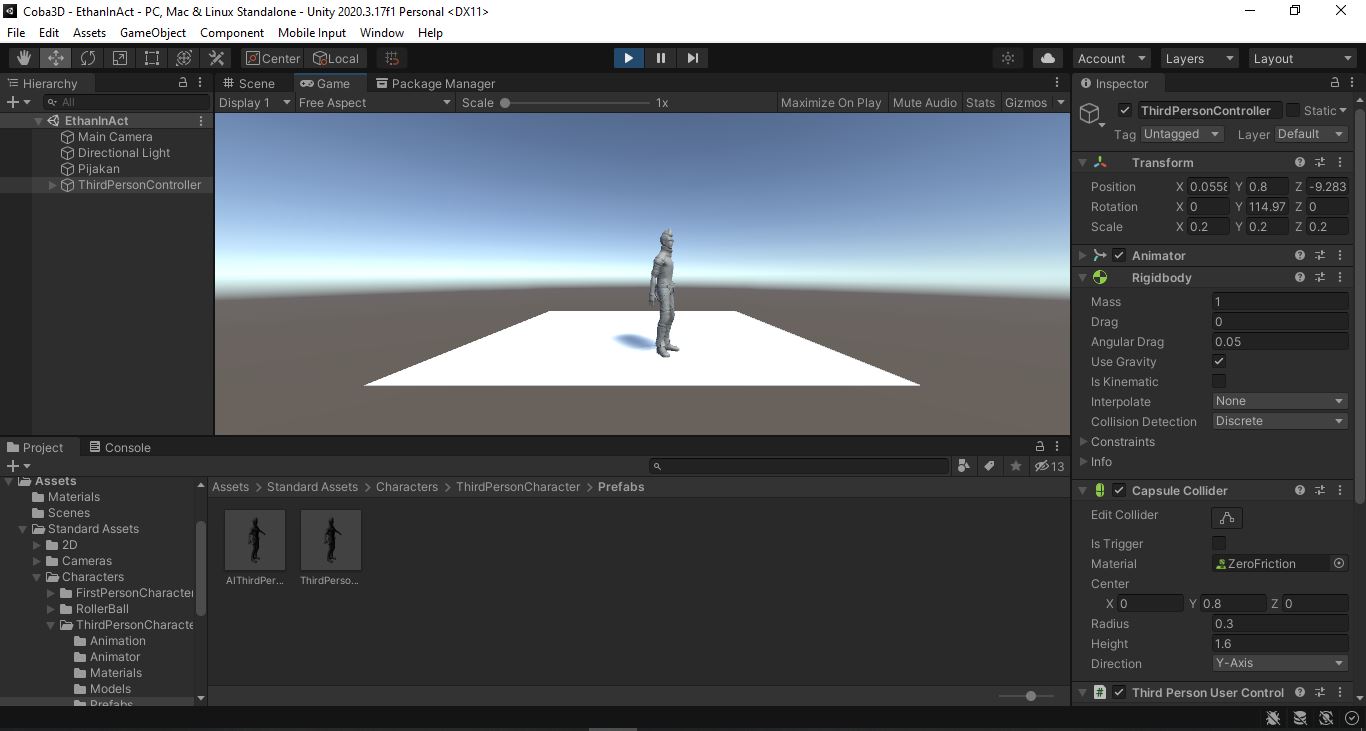 Coba3D - EthanInAct - PC, Mac & Linux Standalone - Unity 2020.3.17f1 Personal <DX11>
File Edit Assets GameObject Component Mobile Input Window Help
Center Local Account Layers Layout
Hierarchy
All
EthanInAct
Main Camera
Directional Light
Pijakan
ThirdPersonController
Scene Game Package Manager
Display 1 Free Aspect Scale 1x Maximize On Play Mute Audio Stats Gizmos
Project Console
13
Assets
Materials
Scenes
Standard Assets
2D
Cameras
Characters
FirstPersonCharacter
RollerBall
ThirdPersonCharacte
Animation
Animator
Materials
Models
Prefabs
Assets > Standard Assets > Characters > ThirdPersonCharacter > Prefabs
AIThirdPer... ThirdPerso...
Inspector
ThirdPersonController Static
Tag Untagged Layer Default
Transform
Position X 0.0558 Y 0.8 Z -9.283
Rotation X 0 Y 114.97 Z 0
Scale X 0.2 Y 0.2 Z 0.2
Animator
Rigidbody
Mass 1
Drag 0
Angular Drag 0.05
Use Gravity
Is Kinematic
Interpolate None
Collision Detection Discrete
Constraints
Info
Capsule Collider
Edit Collider
Is Trigger
Material ZeroFriction
Center
X 0 Y 0.8 Z 0
Radius 0.3
Height 1.6
Direction Y-Axis
# Third Person User Control